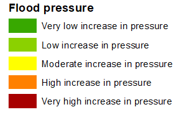 Flood pressure
Very low increase in pressure
Low increase in pressure
Moderate increase in pressure
High increase in pressure
Very high increase in pressure